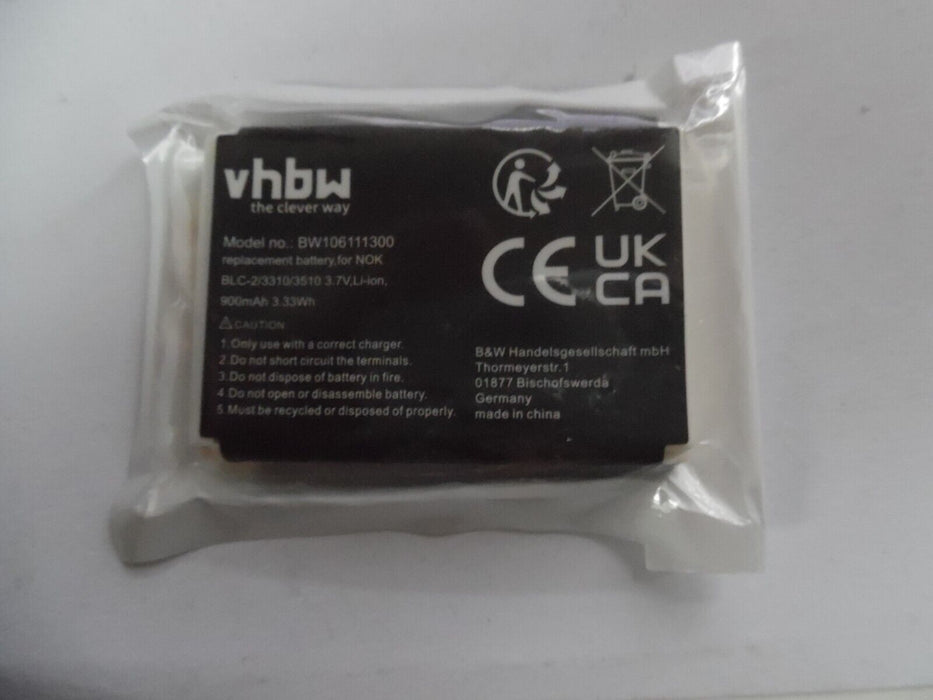 vhbw
the clever way
Model no.: BW106111300
replacement battery,for NOK
BLC-2/3310/3510 3.7V,Li-ion,
900mAh 3.33Wh
CAUTION
1.Only use with a correct charger.
2.Do not short circuit the terminals.
3.Do not dispose of battery in fire.
4.Do not open or disassemble battery.
5.Must be recycled or disposed of properly.
CE
UK
CA
B&W Handelsgesellschaft mbH
Thormeyerstr.1
01877 Bischofswerda
Germany
made in china